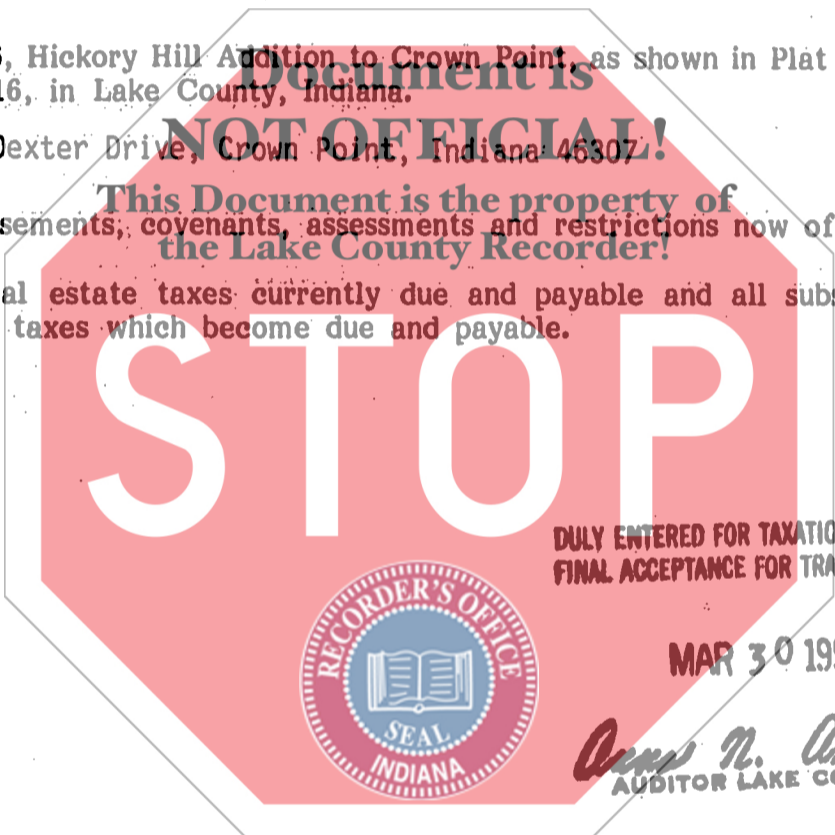 , Hickory Hill Addition to Crown Point, as shown in Plat
Document is
16, in Lake County, Indiana.
NOT OFFICIAL!
Dexter Drive, Crown Point, Indiana 46307
This Document is the property of
sements, covenants, assessments and restrictions now of
the Lake County Recorder!
al estate taxes currently due and payable and all subs
taxes which become due and payable.
STOP
DULY ENTERED FOR TAXATIO
FINAL ACCEPTANCE FOR TRA
RECORDER'S OFFICE
MAR 30 199
SEAL
INDIANA
N.
AUDITOR LAKE CO